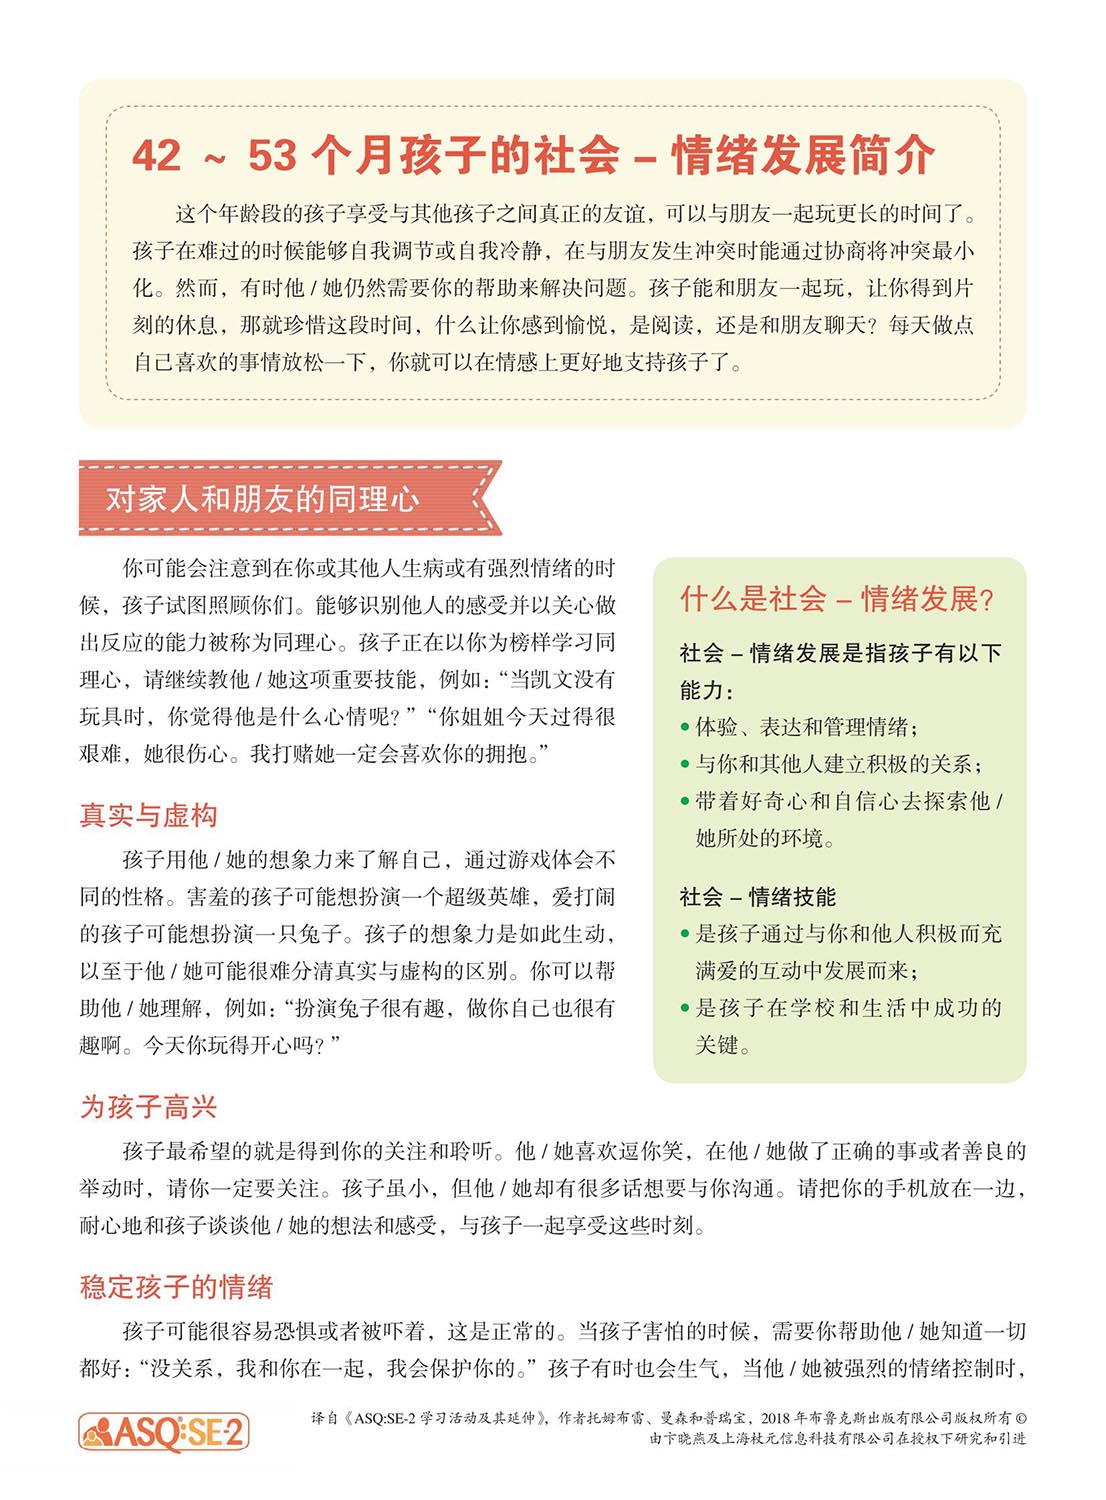 42 ~ 53 个月孩子的社会 – 情绪发展简介
这个年龄段的孩子享受与其他孩子之间真正的友谊，可以与朋友一起玩更长的时间了。
孩子在难过的时候能够自我调节或自我冷静，在与朋友发生冲突时能通过协商将冲突最小
化。然而，有时他 / 她仍然需要你的帮助来解决问题。孩子能和朋友一起玩，让你得到片
刻的休息，那就珍惜这段时间，什么让你感到愉悦，是阅读，还是和朋友聊天？每天做点
自己喜欢的事情放松一下，你就可以在情感上更好地支持孩子了。
对家人和朋友的同理心
你可能会注意到在你或其他人生病或有强烈情绪的时
候，孩子试图照顾你们。能够识别他人的感受并以关心做
出反应的能力被称为同理心。孩子正在以你为榜样学习同
理心，请继续教他 / 她这项重要技能，例如：“当凯文没有
玩具时，你觉得他是什么心情呢？”“你姐姐今天过得很
艰难，她很伤心。我打赌她一定会喜欢你的拥抱。”
真实与虚构
孩子用他 / 她的想象力来了解自己，通过游戏体会不
同的性格。害羞的孩子可能想扮演一个超级英雄，爱打闹
的孩子可能想扮演一只兔子。孩子的想象力是如此生动，
以至于他 / 她可能很难分清真实与虚构的区别。你可以帮
助他 / 她理解，例如：“扮演兔子很有趣，做你自己也很有
趣啊。今天你玩得开心吗？”
什么是社会 – 情绪发展？
社会 – 情绪发展是指孩子有以下
能力：
• 体验、表达和管理情绪；
• 与你和其他人建立积极的关系；
• 带着好奇心和自信心去探索他 /
她所处的环境。
社会 – 情绪技能
• 是孩子通过与你和他人积极而充
满爱的互动中发展而来；
• 是孩子在学校和生活中成功的
关键。
为孩子高兴
孩子最希望的就是得到你的关注和聆听。他 / 她喜欢逗你笑，在他 / 她做了正确的事或者善良的
举动时，请你一定要关注。孩子虽小，但他 / 她却有很多话想要与你沟通。请把你的手机放在一边，
耐心地和孩子谈谈他 / 她的想法和感受，与孩子一起享受这些时刻。
稳定孩子的情绪
孩子可能很容易恐惧或者被吓着，这是正常的。当孩子害怕的时候，需要你帮助他 / 她知道一切
都好：“没关系，我和你在一起，我会保护你的。”孩子有时也会生气，当他 / 她被强烈的情绪控制时，
ASQ:SE-2
译自《ASQ:SE-2 学习活动及其延伸》，作者托姆布雷、曼森和普瑞宝，2018 年布鲁克斯出版有限公司版权所有 ©
由卞晓燕及上海杖元信息科技有限公司在授权下研究和引进